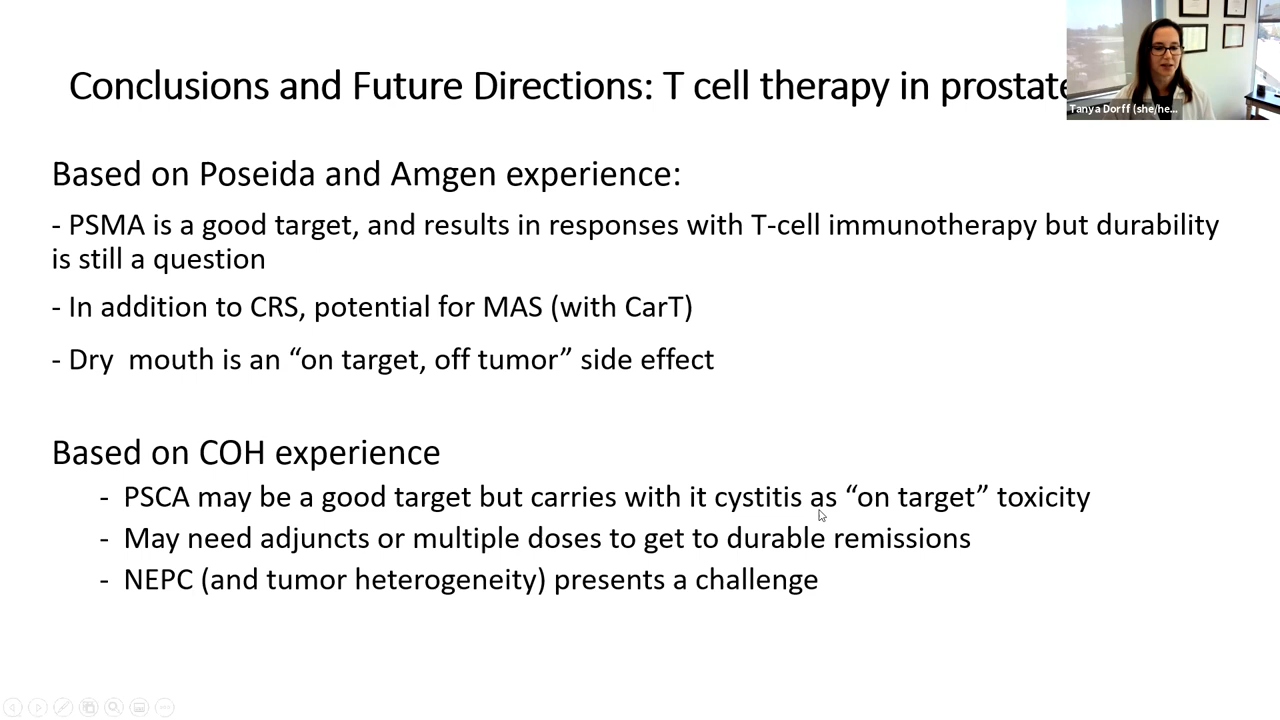 Conclusions and Future Directions: T cell therapy in prostate
Tanya Dorff (she/he...
Based on Poseida and Amgen experience:
- PSMA is a good target, and results in responses with T-cell immunotherapy but durability
is still a question
- In addition to CRS, potential for MAS (with CarT)
- Dry  mouth is an “on target, off tumor” side effect
Based on COH experience
- PSCA may be a good target but carries with it cystitis as “on target” toxicity
- May need adjuncts or multiple doses to get to durable remissions
- NEPC (and tumor heterogeneity) presents a challenge